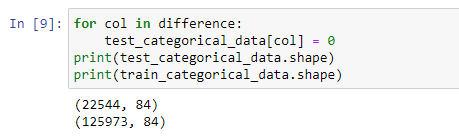 In [9]: for col in difference:
    test_categorical_data[col] = 0
print(test_categorical_data.shape)
print(train_categorical_data.shape)
(22544, 84)
(125973, 84)